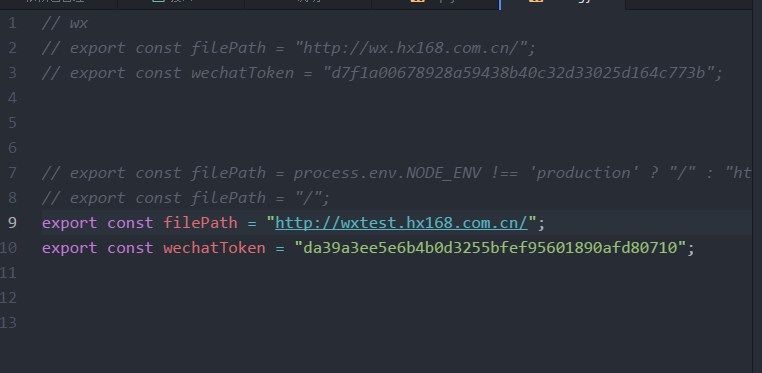 1 // wx
2 // export const filePath = "http://wx.hx168.com.cn/";
3 // export const wechatToken = "d7f1a00678928a59438b40c32d33025d164c773b";
4
5
6
7 // export const filePath = process.env.NODE_ENV !== 'production' ? "/" : "ht
8 // export const filePath = "/";
9 export const filePath = "http://wxtest.hx168.com.cn/";
10 export const wechatToken = "da39a3ee5e6b4b0d3255bfef95601890afd80710";
11
12
13